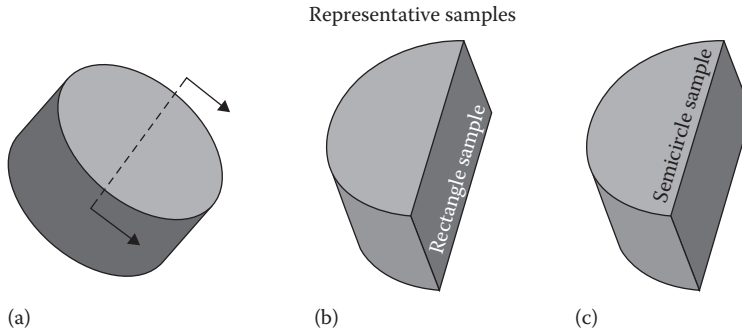 Representative samples
Rectangle sample
Semicircle sample
(a)
(b)
(c)